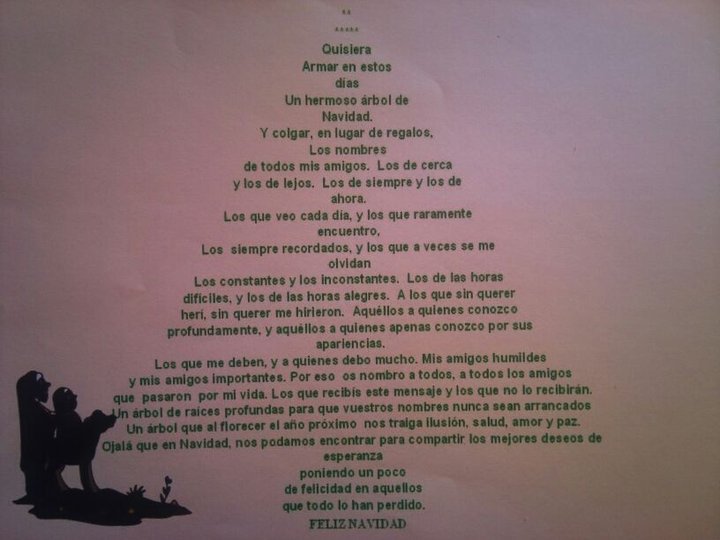 **
*****
Quisiera
Armar en estos
días
Un hermoso árbol de
Navidad.
Y colgar, en lugar de regalos,
Los nombres
de todos mis amigos. Los de cerca
y los de lejos. Los de siempre y los de
ahora.
Los que veo cada día, y los que raramente
encuentro,
Los siempre recordados, y los que a veces se me
olvidan
Los constantes y los inconstantes. Los de las horas
difíciles, y los de las horas alegres. A los que sin querer
herí, sin querer me hirieron. Aquéllos a quienes conozco
profundamente, y aquéllos a quienes apenas conozco por sus
apariencias.
Los que me deben, y a quienes debo mucho. Mis amigos humildes
y mis amigos importantes. Por eso os nombro a todos, a todos los amigos
que pasaron por mi vida. Los que recibís este mensaje y los que no lo recibirán.
Un árbol de raíces profundas para que vuestros nombres nunca sean arrancados
Un árbol que al florecer el año próximo nos traiga ilusión, salud, amor y paz.
Ojalá que en Navidad, nos podamos encontrar para compartir los mejores deseos de
esperanza
poniendo un poco
de felicidad en aquellos
que todo lo han perdido.
FELIZ NAVIDAD